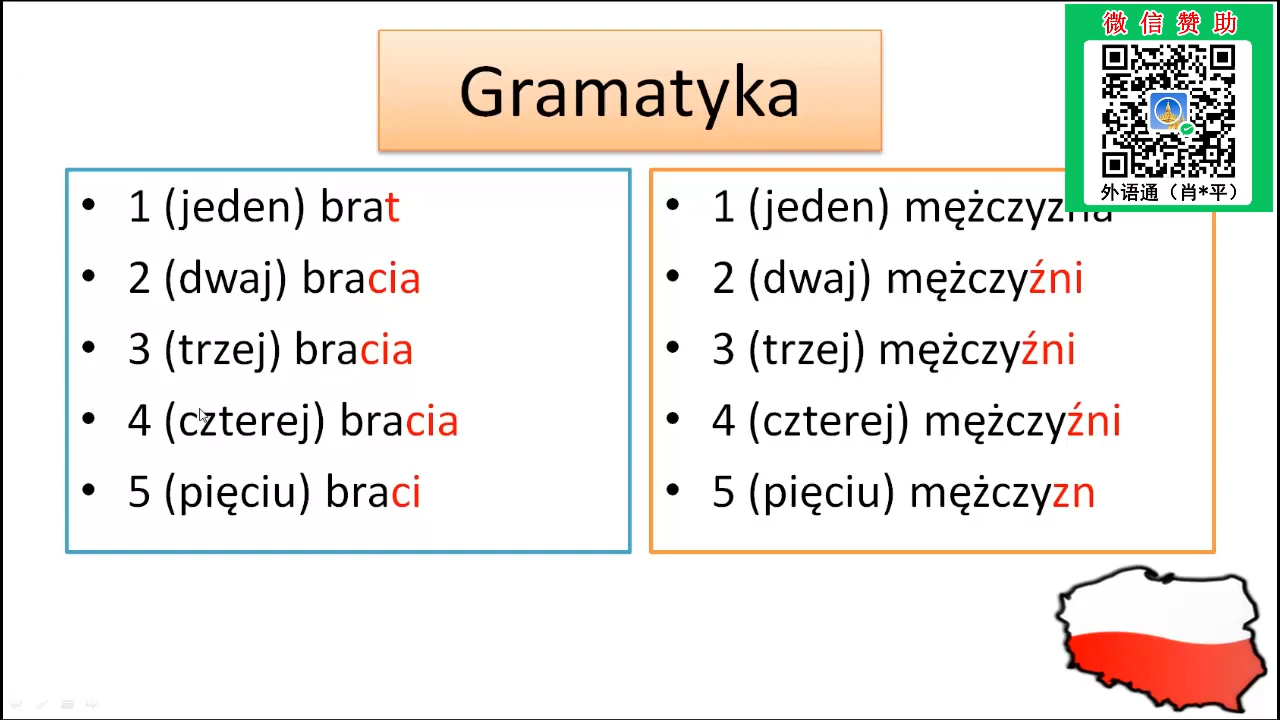 Gramatyka
微信赞助
外语通（肖*平）
• 1 (jeden) brat
• 2 (dwaj) bracia
• 3 (trzej) bracia
• 4 (czterej) bracia
• 5 (pięciu) braci
• 1 (jeden) mężczyzna
• 2 (dwaj) mężczyźni
• 3 (trzej) mężczyźni
• 4 (czterej) mężczyźni
• 5 (pięciu) mężczyzn